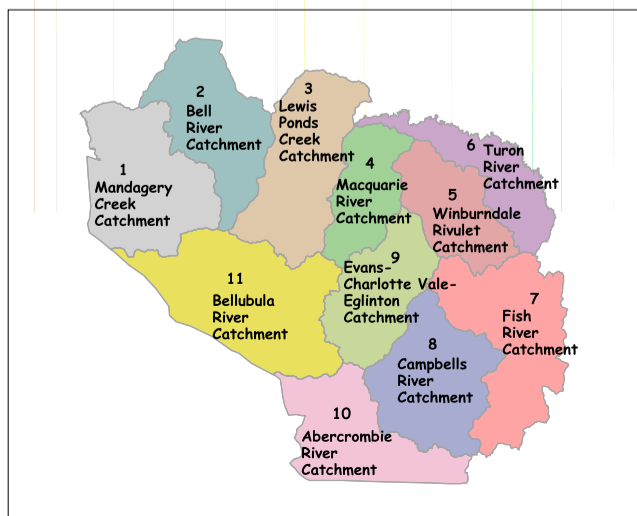 1
Mandagery
Creek
Catchment
2
Bell
River
Catchment
3
Lewis
Ponds
Creek
Catchment
4
Macquarie
River
Catchment
5
Winburndale
Rivulet
Catchment
6
Turon
River
Catchment
7
Fish
River
Catchment
8
Campbells
River
Catchment
9
Evans-
Charlotte Vale-
Eglinton
Catchment
10
Abercrombie
River
Catchment
11
Bellubula
River
Catchment